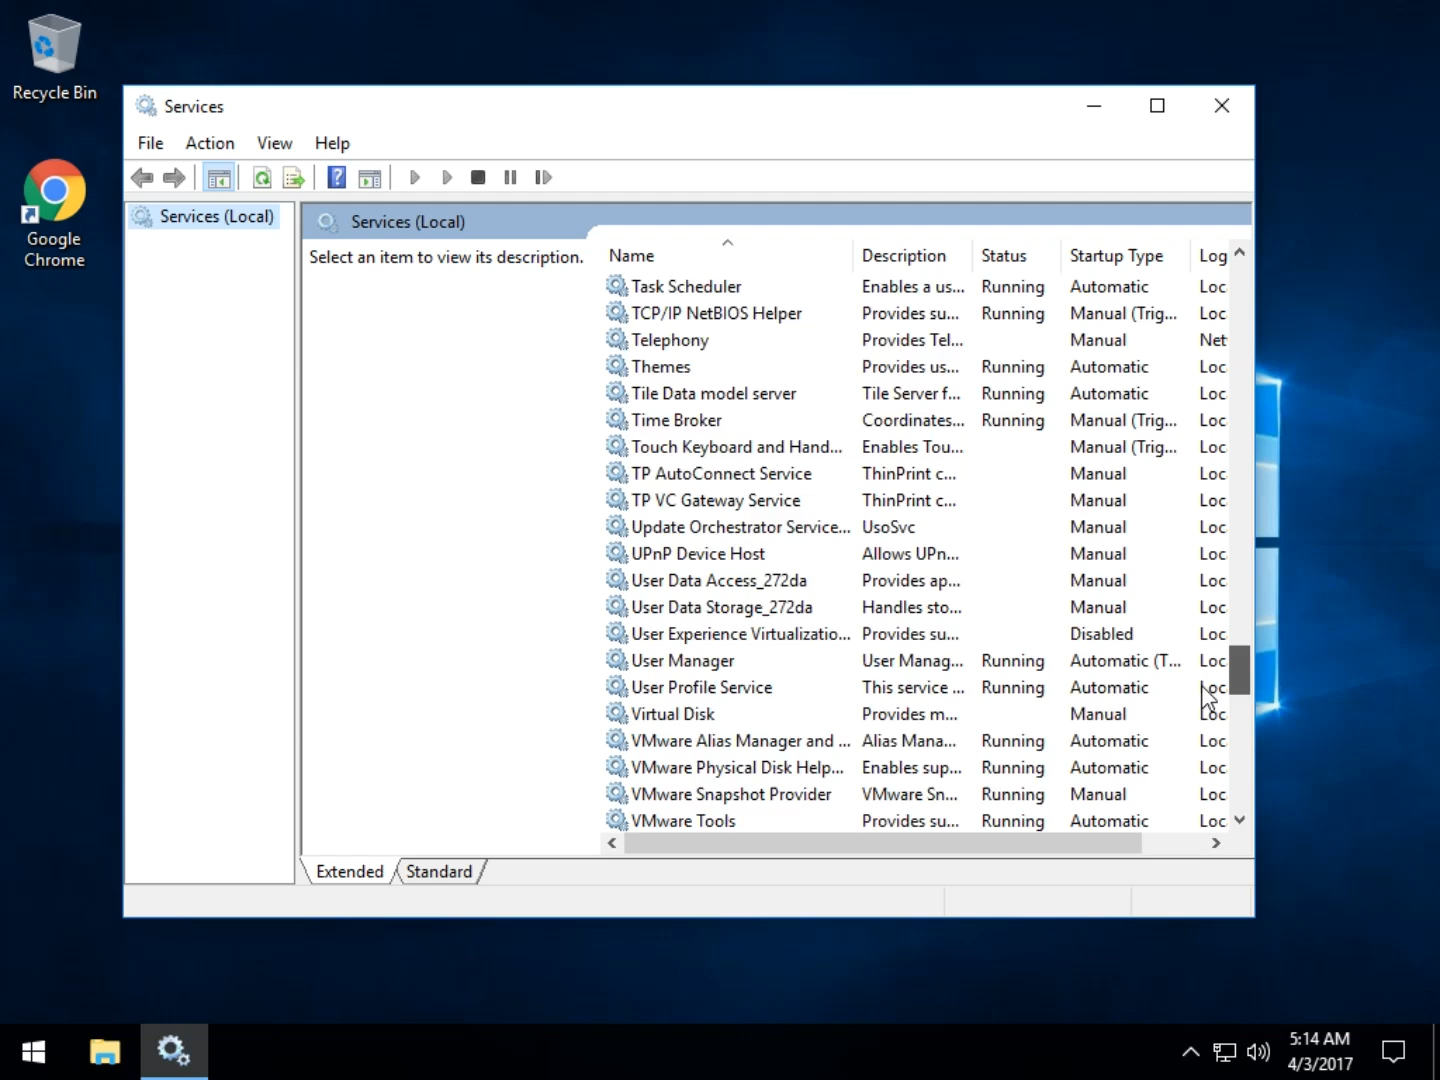 Recycle Bin
Google
Chrome
Services
File Action View Help
Services (Local)
Services (Local)
Select an item to view its description.
Name Description Status Startup Type Log
Task Scheduler Enables a us... Running Automatic Loc
TCP/IP NetBIOS Helper Provides su... Running Manual (Trig... Loc
Telephony Provides Tel... Manual Net
Themes Provides us... Running Automatic Loc
Tile Data model server Tile Server f... Running Automatic Loc
Time Broker Coordinates... Running Manual (Trig... Loc
Touch Keyboard and Hand... Enables Tou... Manual (Trig... Loc
TP AutoConnect Service ThinPrint c... Manual Loc
TP VC Gateway Service ThinPrint c... Manual Loc
Update Orchestrator Service... UsoSvc Manual Loc
UPnP Device Host Allows UPn... Manual Loc
User Data Access_272da Provides ap... Manual Loc
User Data Storage_272da Handles sto... Manual Loc
User Experience Virtualizatio... Provides su... Disabled Loc
User Manager User Manag... Running Automatic (T... Loc
User Profile Service This service ... Running Automatic Loc
Virtual Disk Provides m... Manual Loc
VMware Alias Manager and ... Alias Mana... Running Automatic Loc
VMware Physical Disk Help... Enables sup... Running Automatic Loc
VMware Snapshot Provider VMware Sn... Running Manual Loc
VMware Tools Provides su... Running Automatic Loc
Extended Standard
5:14 AM
4/3/2017